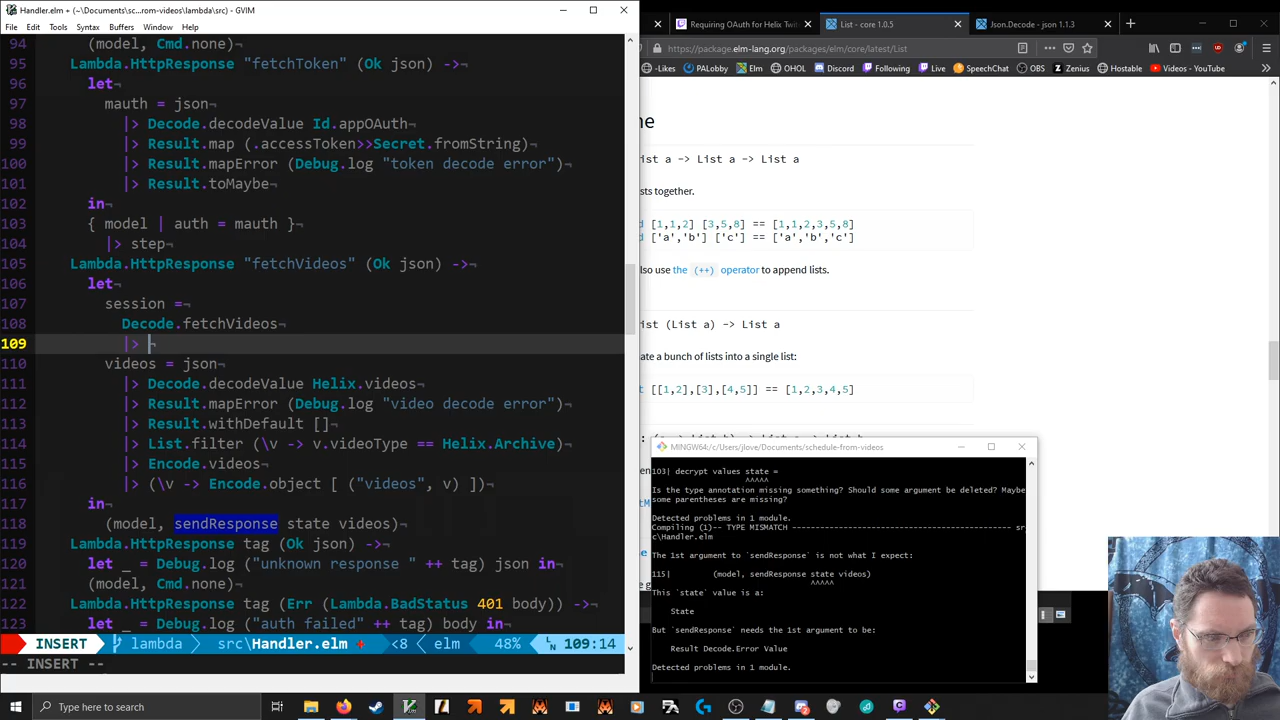 Handler.elm + (~\Documents\sc...rom-videos\lambda\src) - GVIM
File Edit Tools Syntax Buffers Window Help
94 (model, Cmd.none)¬
95 Lambda.HttpResponse "fetchToken" (Ok json) ->¬
96 let¬
97 mauth = json¬
98 |> Decode.decodeValue Id.appOAuth¬
99 |> Result.map (.accessToken>>Secret.fromString)¬
100 |> Result.mapError (Debug.log "token decode error")¬
101 |> Result.toMaybe¬
102 in¬
103 { model | auth = mauth }¬
104 |> step¬
105 Lambda.HttpResponse "fetchVideos" (Ok json) ->¬
106 let¬
107 session =¬
108 Decode.fetchVideos¬
109 |> ¬
110 videos = json¬
111 |> Decode.decodeValue Helix.videos¬
112 |> Result.mapError (Debug.log "video decode error")¬
113 |> Result.withDefault []¬
114 |> List.filter (\v -> v.videoType == Helix.Archive)¬
115 |> Encode.videos¬
116 |> (\v -> Encode.object [ ("videos", v) ])¬
117 in¬
118 (model, sendResponse state videos)¬
119 Lambda.HttpResponse tag (Ok json) ->¬
120 let _ = Debug.log ("unknown response " ++ tag) json in¬
121 (model, Cmd.none)¬
122 Lambda.HttpResponse tag (Err (Lambda.BadStatus 401 body)) ->¬
123 let _ = Debug.log ("auth failed" ++ tag) body in¬
INSERT lambda src\Handler.elm + <8 elm 48% 109:14
-- INSERT --
Requiring OAuth for Helix Twit
List - core 1.0.5
Json.Decode - json 1.1.3
https://package.elm-lang.org/packages/elm/core/latest/List
-Likes PALobby Elm OHOL Discord Following Live SpeechChat OBS Zenius Hostable Videos - YouTube
ne
ist a -> List a -> List a
sts together.
d [1,1,2] [3,5,8] == [1,1,2,3,5,8]
d ['a','b'] ['c'] == ['a','b','c']
also use the (++) operator to append lists.
ist (List a) -> List a
ate a bunch of lists into a single list:
t [[1,2],[3],[4,5]] == [1,2,3,4,5]
MINGW64:/c/Users/jlove/Documents/schedule-from-videos
103| decrypt values state =
^^^^^
Is the type annotation missing something? Should some argument be deleted? Maybe
some parentheses are missing?
Detected problems in 1 module.
Compiling (1)-- TYPE MISMATCH ---------------------------------------- sr
c\Handler.elm
The 1st argument to `sendResponse` is not what I expect:
115| (model, sendResponse state videos)
^^^^^
This `state` value is a:
State
But `sendResponse` needs the 1st argument to be:
Result Decode.Error Value
Detected problems in 1 module.
Type here to search